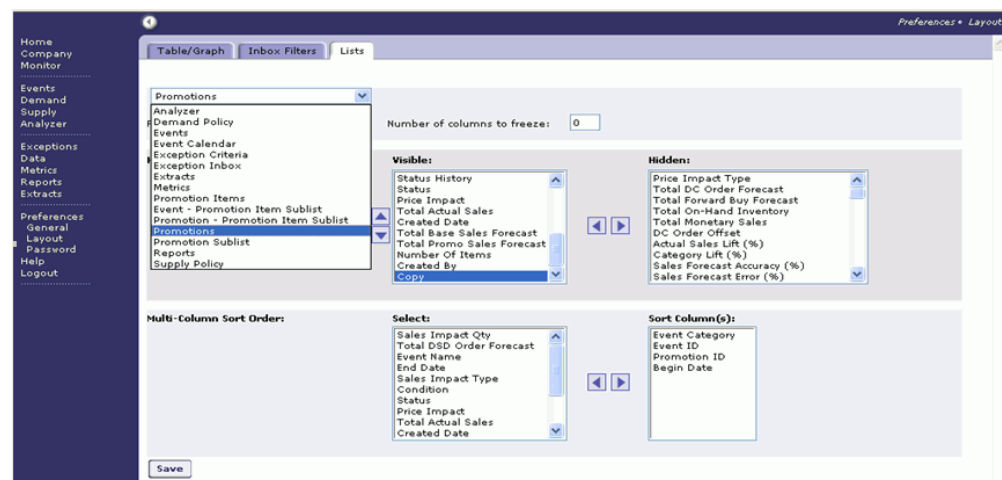 Preferences • Layout
Home
Company
Monitor
Events
Demand
Supply
Analyzer
Exceptions
Data
Metrics
Reports
Extracts
Preferences
General
Layout
Password
Help
Logout
Table/Graph
Inbox Filters
Lists
Promotions
Analyzer
Demand Policy
Events
Event Calendar
Exception Criteria
Exception Inbox
Extracts
Metrics
Promotion Items
Event - Promotion Item Sublist
Promotion - Promotion Item Sublist
Promotions
Promotion Sublist
Reports
Supply Policy
Number of columns to freeze: 0
Visible:
Status History
Status
Price Impact
Total Actual Sales
Created Date
Total Base Sales Forecast
Total Promo Sales Forecast
Number Of Items
Created By
Copy
Hidden:
Price Impact Type
Total DC Order Forecast
Total Forward Buy Forecast
Total On-Hand Inventory
Total Monetary Sales
DC Order Offset
Actual Sales Lift (%)
Category Lift (%)
Sales Forecast Accuracy (%)
Sales Forecast Error (%)
Multi-Column Sort Order:
Select:
Sales Impact Qty
Total DSD Order Forecast
Event Name
End Date
Sales Impact Type
Condition
Status
Price Impact
Total Actual Sales
Created Date
Sort Column(s):
Event Category
Event ID
Promotion ID
Begin Date
Save